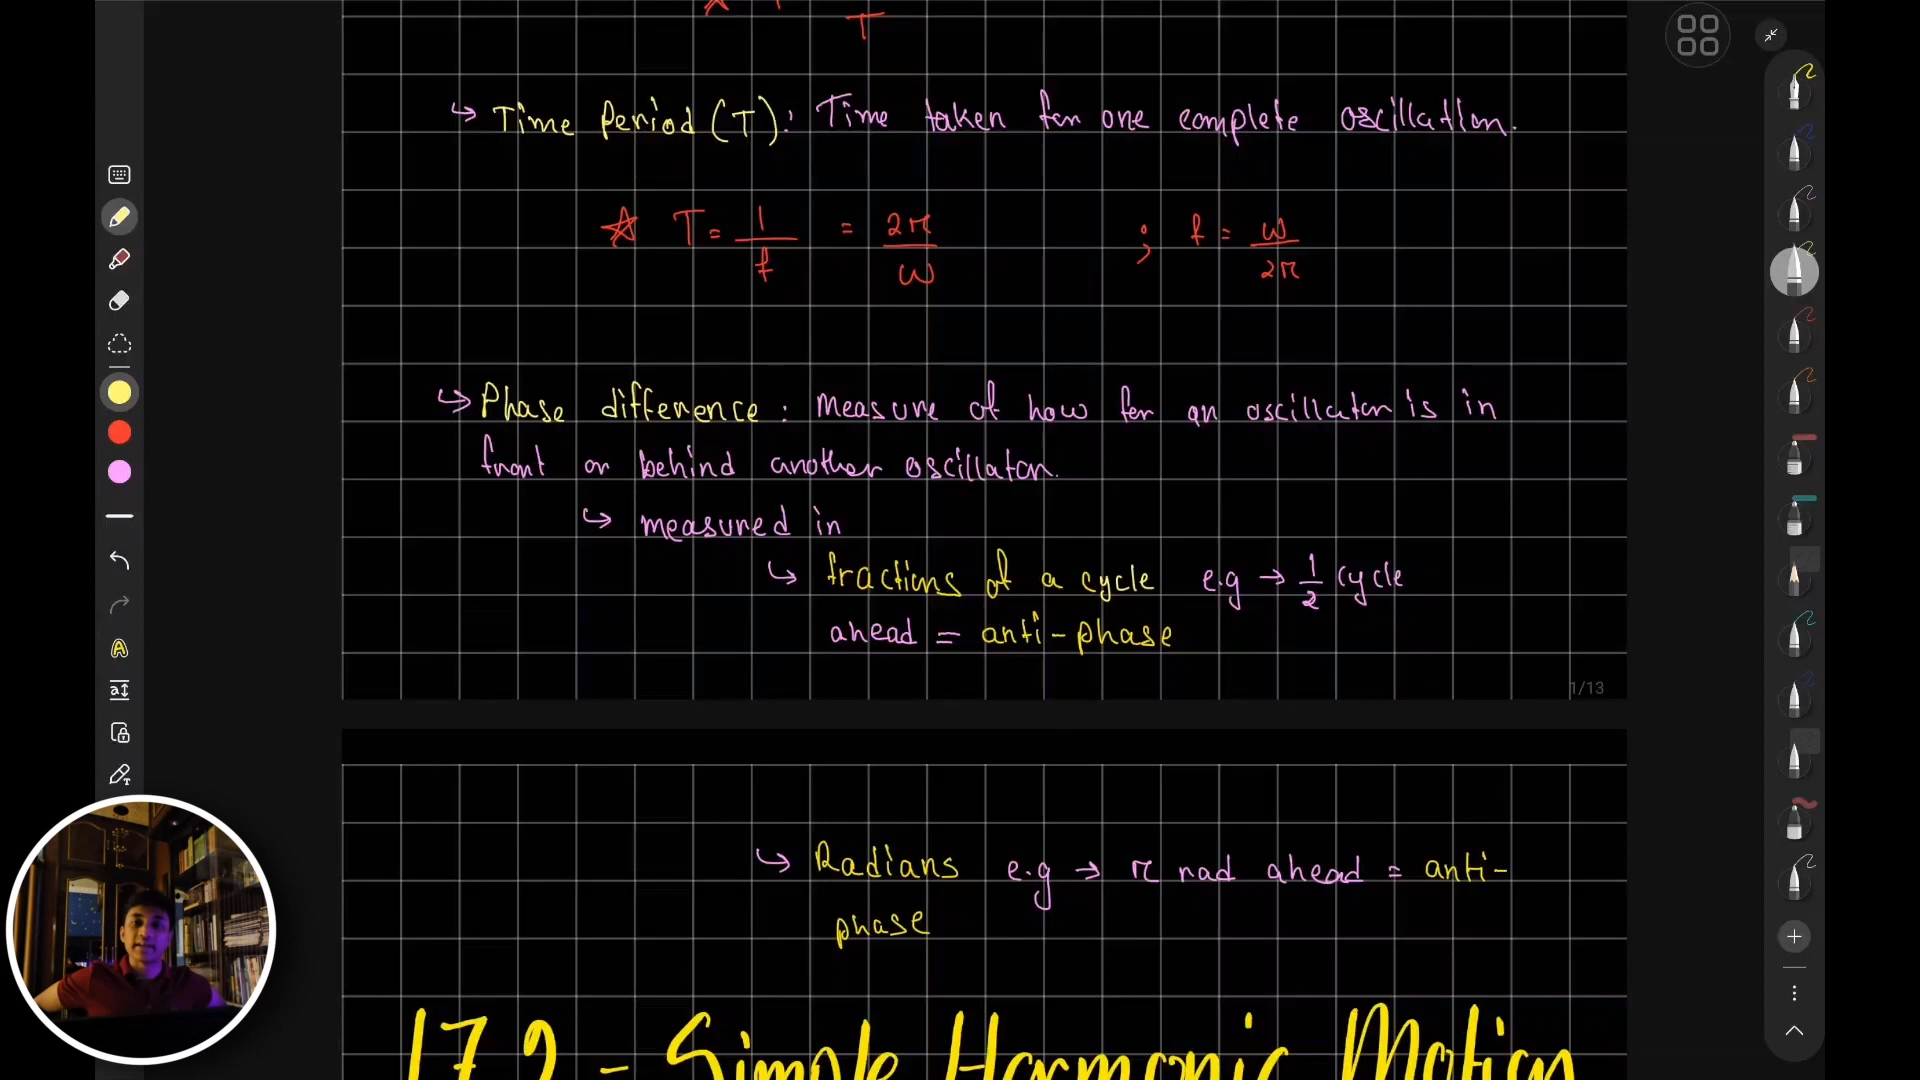 T
↪ Time Period (T): Time taken for one complete oscillation.
☆ T = 1/f = 2π/ω ; f = ω/2π
↪ Phase difference: Measure of how far an oscillator is in
front or behind another oscillator.
↪ measured in
↪ fractions of a cycle e.g → 1/2 cycle
ahead = anti-phase
1/13
↪ Radians e.g → π rad ahead = anti-
phase
17.2 - Simple Harmonic Motion